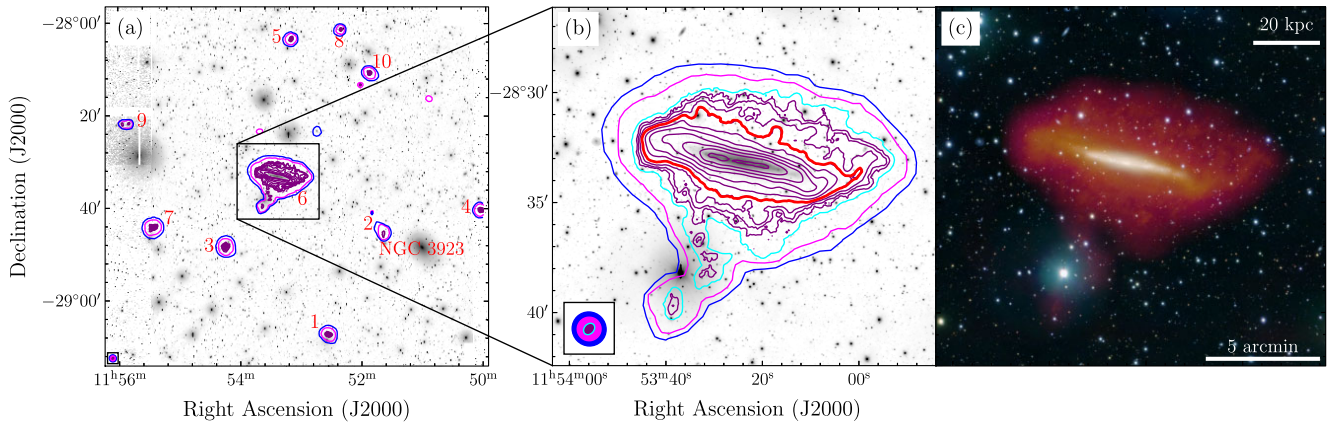 (a)
5
8
10
9
6
7
3
2
4
NGC 3923
1
−28°00′
20′
40′
−29°00′
11ʰ56ᵐ
54ᵐ
52ᵐ
50ᵐ
Right Ascension (J2000)
Declination (J2000)
(b)
−28°30′
35′
40′
11ʰ54ᵐ00ˢ
53ᵐ40ˢ
20ˢ
00ˢ
Right Ascension (J2000)
(c)
20 kpc
5 arcmin